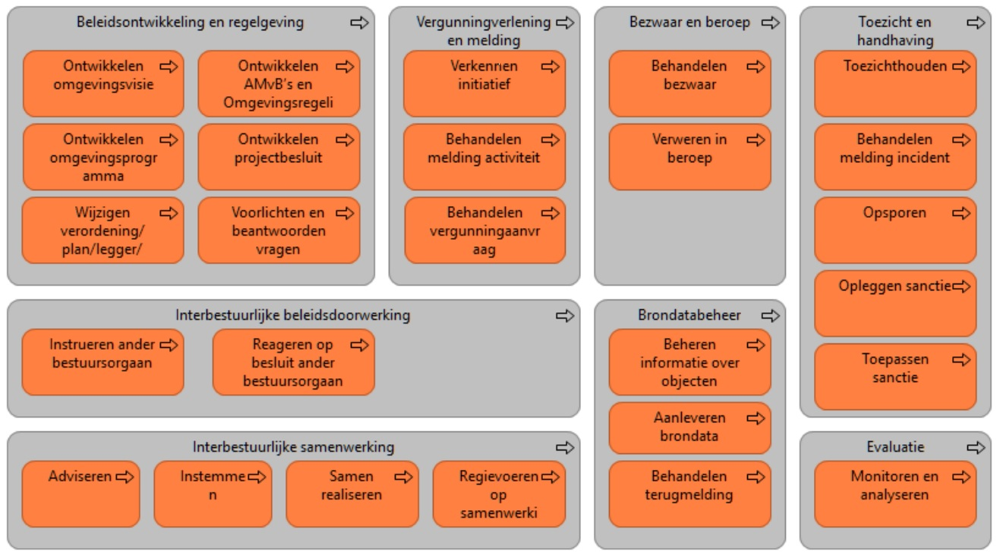 Beleidsontwikkeling en regelgeving
Ontwikkelen
omgevingsvisie
Ontwikkelen
AMvB's en
Omgevingsregeli
Ontwikkelen
omgevingsprogr
amma
Ontwikkelen
projectbesluit
Wijzigen
verordening/
plan/legger/
Voorlichten en
beantwoorden
vragen
Vergunningverlening
en melding
Verkennen
initiatief
Behandelen
melding activiteit
Behandelen
vergunningaanvr
aag
Bezwaar en beroep
Behandelen
bezwaar
Verweren in
beroep
Toezicht en
handhaving
Toezichthouden
Behandelen
melding incident
Opsporen
Opleggen sanctie
Toepassen
sanctie
Interbestuurlijke beleidsdoorwerking
Instrueren ander
bestuursorgaan
Reageren op
besluit ander
bestuursorgaan
Brondatabeheer
Beheren
informatie over
objecten
Aanleveren
brondata
Behandelen
terugmelding
Interbestuurlijke samenwerking
Adviseren
Instemme
n
Samen
realiseren
Regievoeren
op
samenwerki
Evaluatie
Monitoren en
analyseren